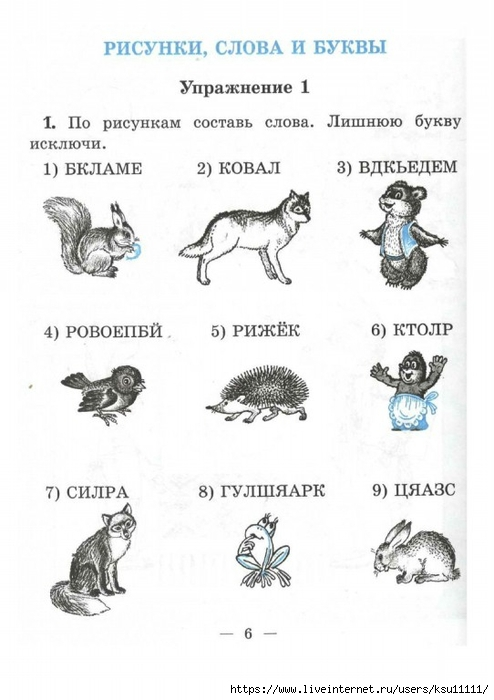 РИСУНКИ, СЛОВА И БУКВЫ
Упражнение 1
1. По рисункам составь слова. Лишнюю букву
исключи.
1) БКЛАМЕ 2) КОВАЛ 3) ВДКЬЕДЕМ
4) РОВОЕПБЙ 5) РИЖЁК 6) КТОЛР
7) СИЛРА 8) ГУЛШЯАРК 9) ЦЯАЗС
— 6 —
https://www.liveinternet.ru/users/ksu11111/